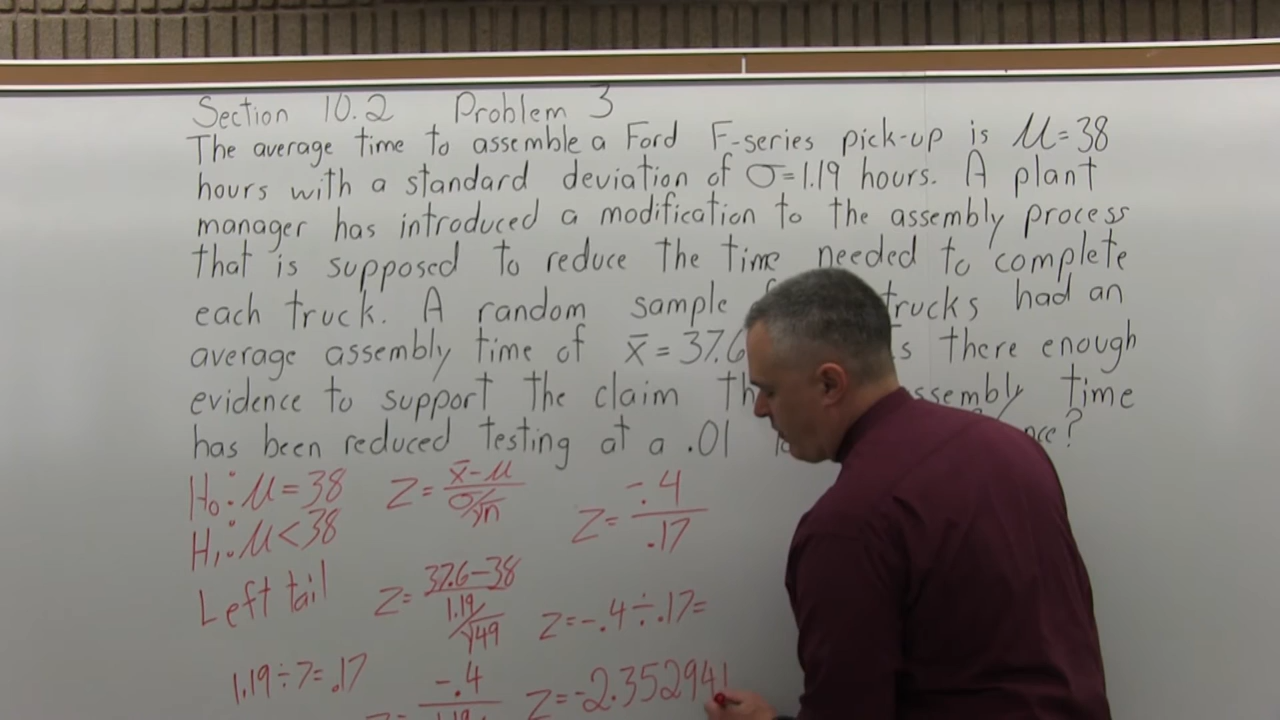 Section 10.2 Problem 3
The average time to assemble a Ford F-series pick-up is μ=38
hours with a standard deviation of σ=1.19 hours. A plant
manager has introduced a modification to the assembly process
that is supposed to reduce the time needed to complete
each truck. A random sample trucks had an
average assembly time of x̄ = 37.6 there enough
evidence to support the claim time
has been reduced testing at a .01
H₀: μ = 38
H₁: μ < 38
Left tail
1.19÷7=.17
Z = (x̄-μ)/(σ/√n)
Z = (37.6-38)/(1.19/√49)
-.4
Z = -.4/.17
Z = -.4÷.17=
Z = -2.352941